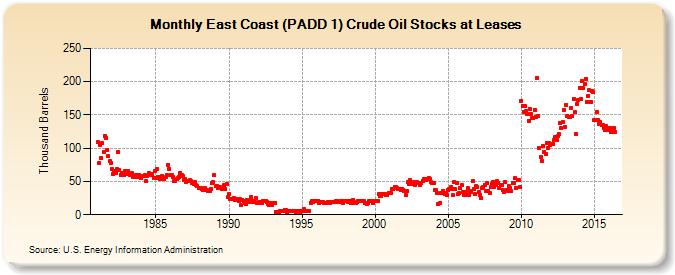 Monthly East Coast (PADD 1) Crude Oil Stocks at Leases
Thousand Barrels
250
200
150
100
50
0
1985 1990 1995 2000 2005 2010 2015
Source: U.S. Energy Information Administration